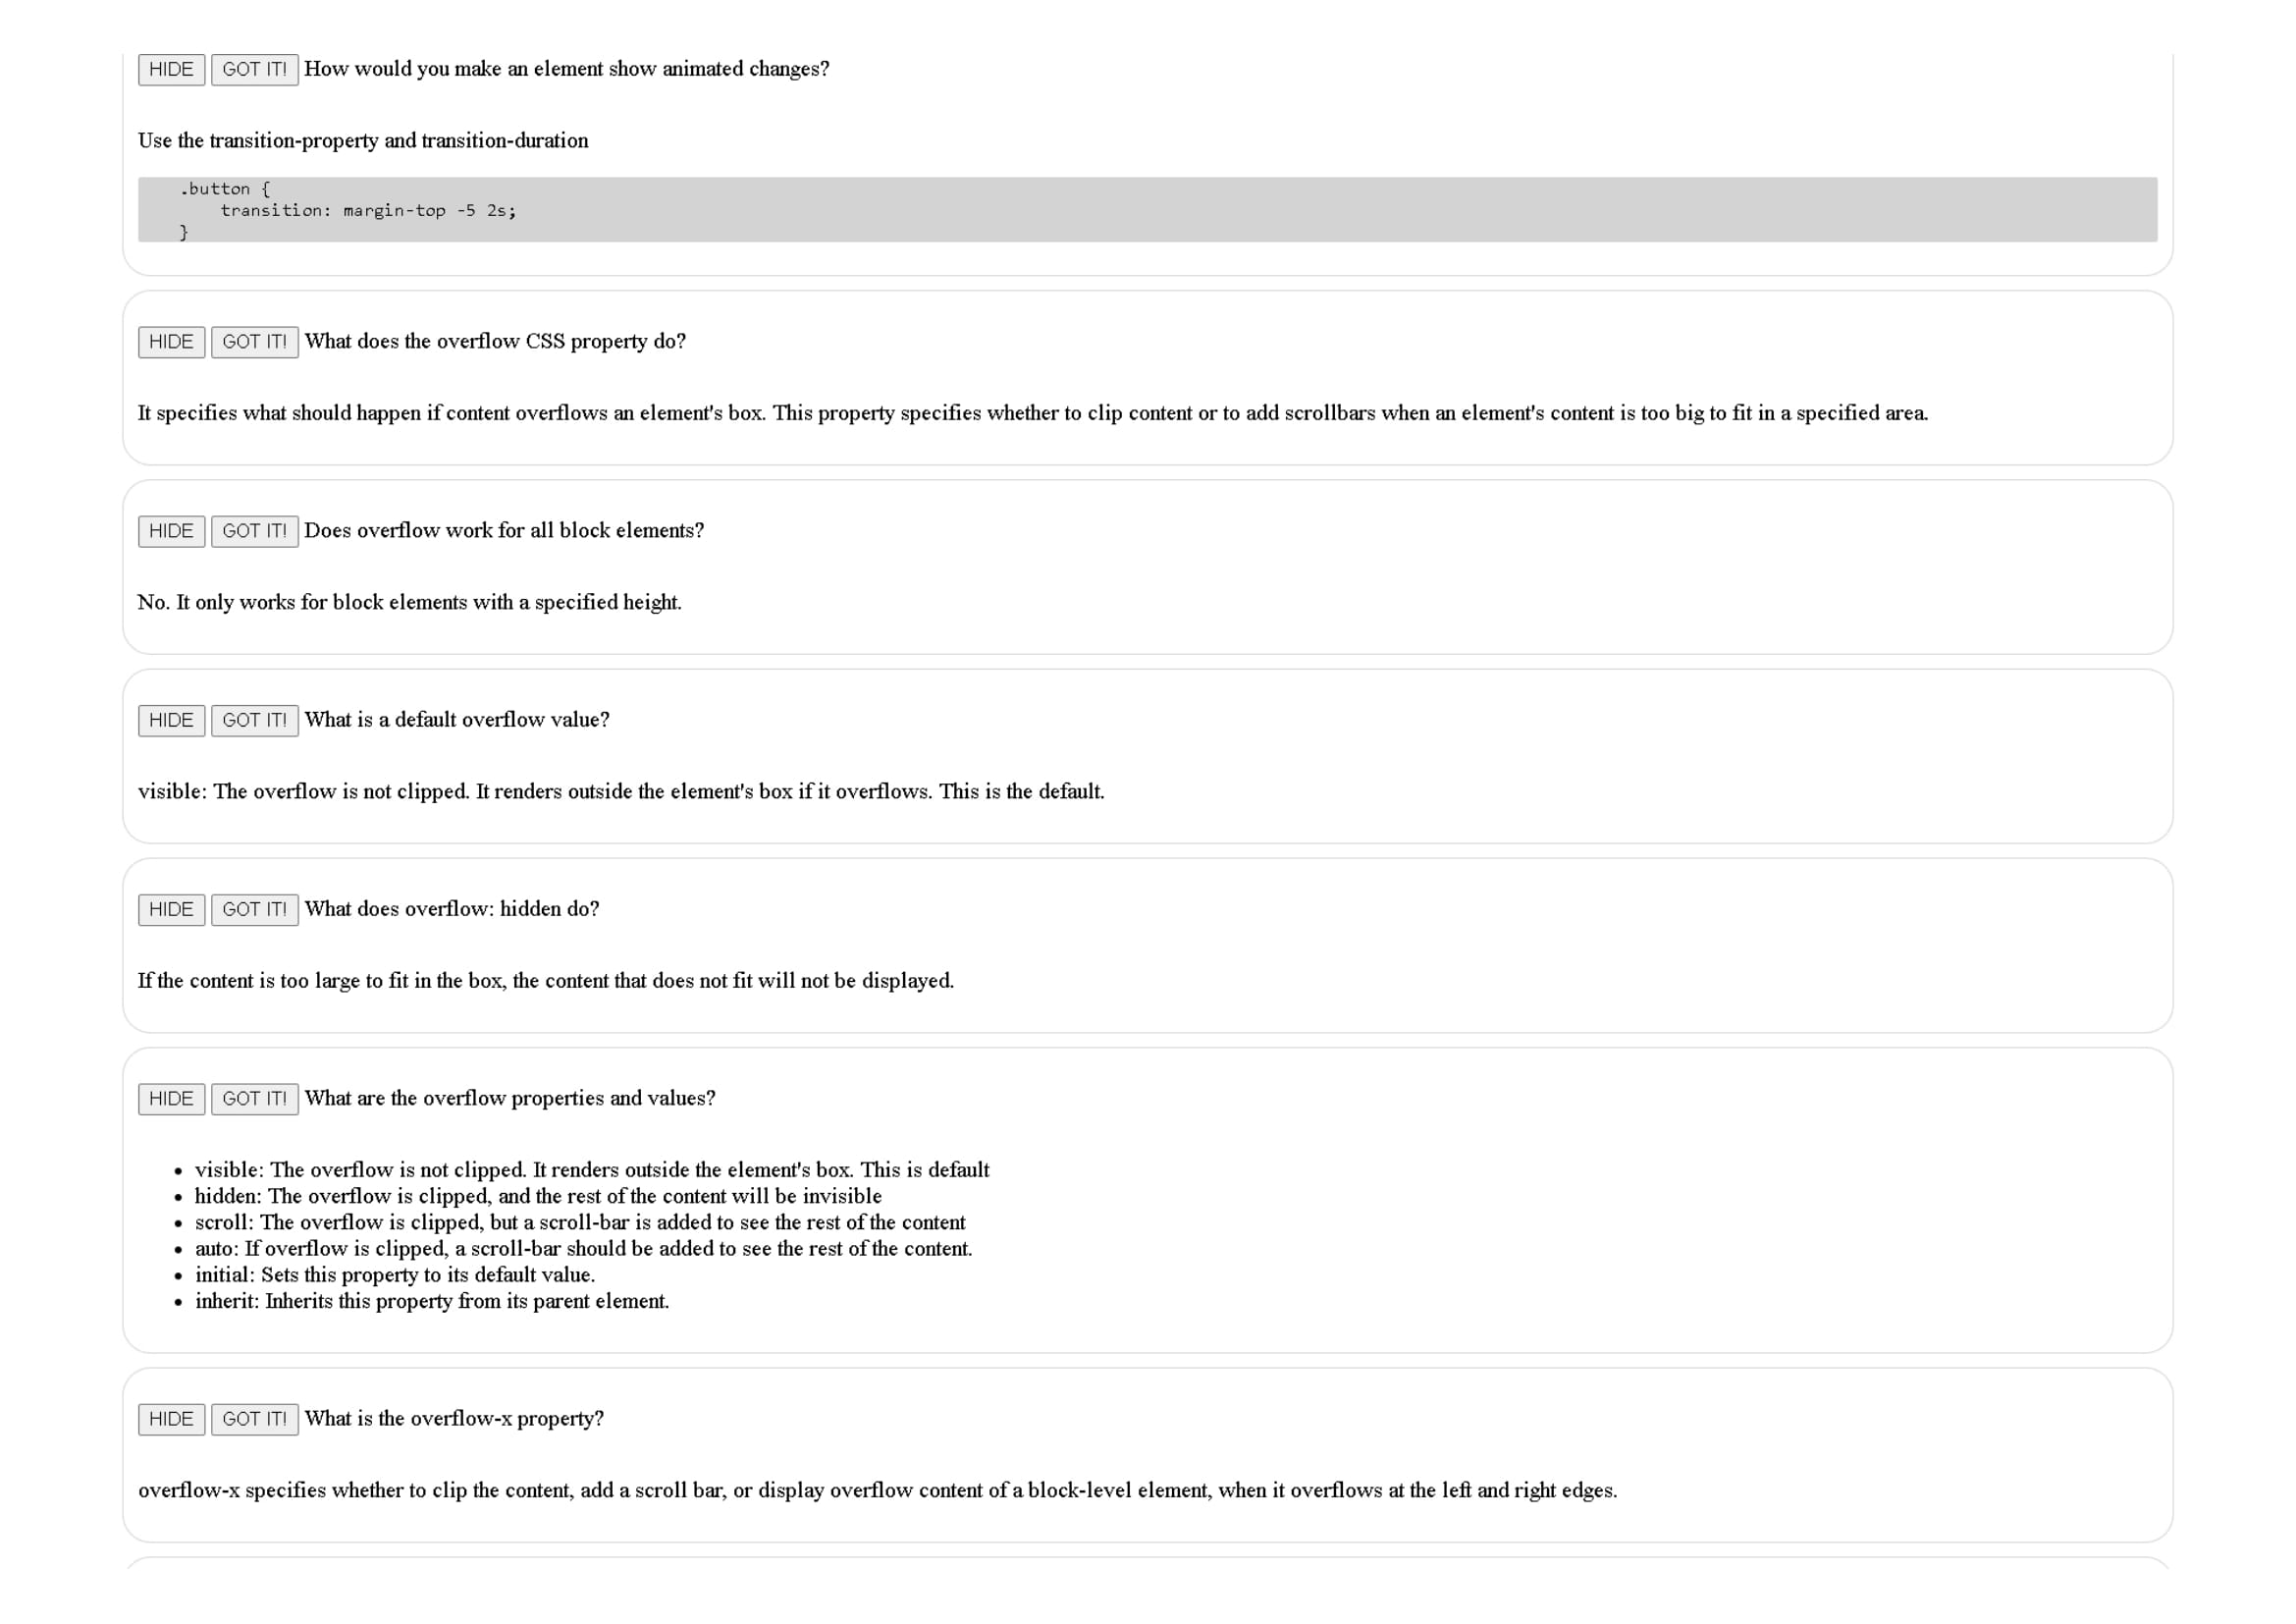 HIDE GOT IT! How would you make an element show animated changes?
Use the transition-property and transition-duration
.button {
transition: margin-top -5 2s;
}
HIDE GOT IT! What does the overflow CSS property do?
It specifies what should happen if content overflows an element's box. This property specifies whether to clip content or to add scrollbars when an element's content is too big to fit in a specified area.
HIDE GOT IT! Does overflow work for all block elements?
No. It only works for block elements with a specified height.
HIDE GOT IT! What is a default overflow value?
visible: The overflow is not clipped. It renders outside the element's box if it overflows. This is the default.
HIDE GOT IT! What does overflow: hidden do?
If the content is too large to fit in the box, the content that does not fit will not be displayed.
HIDE GOT IT! What are the overflow properties and values?
• visible: The overflow is not clipped. It renders outside the element's box. This is default
• hidden: The overflow is clipped, and the rest of the content will be invisible
• scroll: The overflow is clipped, but a scroll-bar is added to see the rest of the content
• auto: If overflow is clipped, a scroll-bar should be added to see the rest of the content.
• initial: Sets this property to its default value.
• inherit: Inherits this property from its parent element.
HIDE GOT IT! What is the overflow-x property?
overflow-x specifies whether to clip the content, add a scroll bar, or display overflow content of a block-level element, when it overflows at the left and right edges.